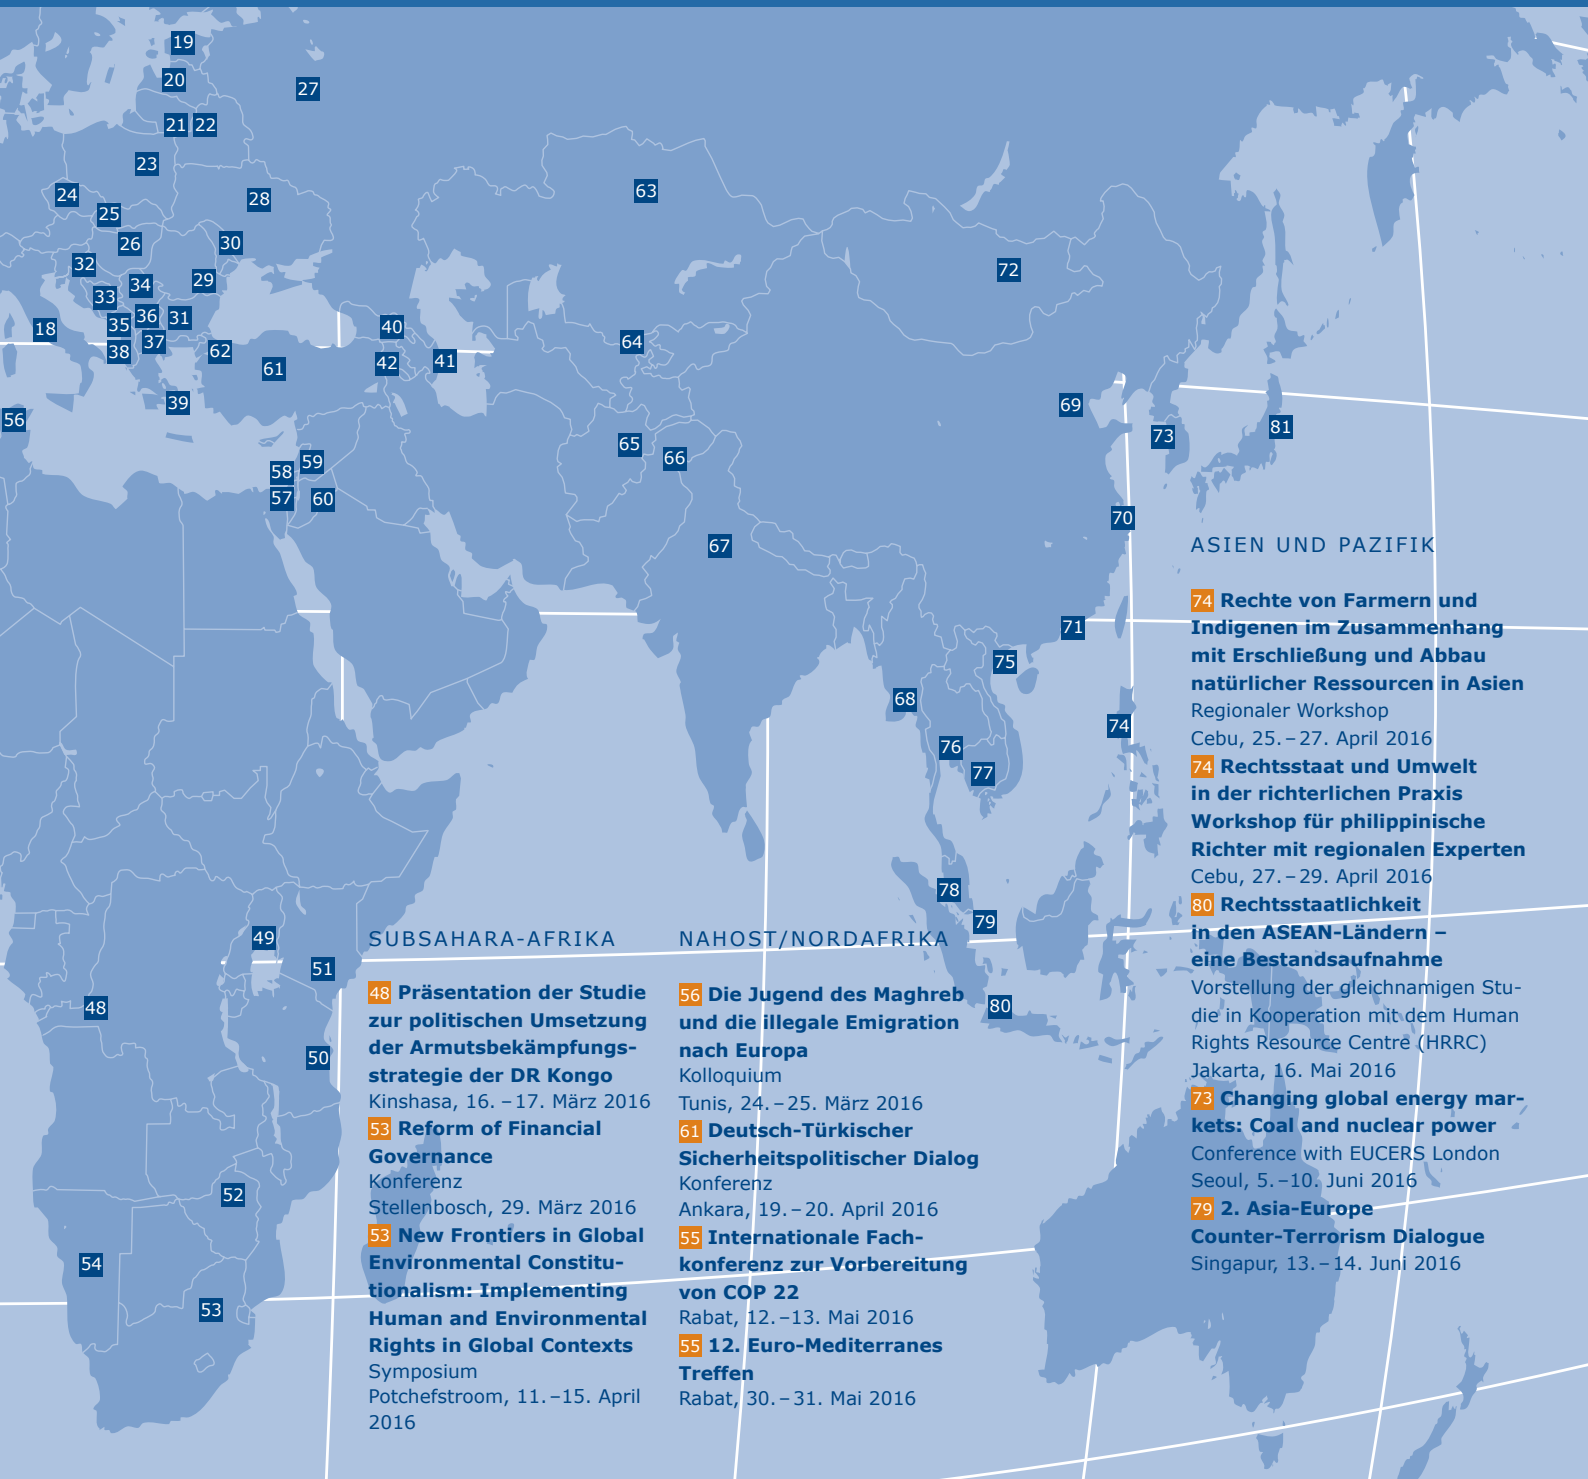 19
20
27
21 22
23
24
28
63
25
26
30
32
72
29
34
33
36
31
35
18
40
37
64
38
62
42
41
61
39
69
56
81
73
65
66
59
58
57
60
70
67
71
75
68
74
76
77
78
79
49
51
48
80
50
52
54
53
SUBSAHARA-AFRIKA
48 Präsentation der Studie
zur politischen Umsetzung
der Armutsbekämpfungs-
strategie der DR Kongo
Kinshasa, 16. – 17. März 2016
53 Reform of Financial
Governance
Konferenz
Stellenbosch, 29. März 2016
53 New Frontiers in Global
Environmental Constitu-
tionalism: Implementing
Human and Environmental
Rights in Global Contexts
Symposium
Potchefstroom, 11. – 15. April
2016
NAHOST/NORDAFRIKA
56 Die Jugend des Maghreb
und die illegale Emigration
nach Europa
Kolloquium
Tunis, 24. – 25. März 2016
61 Deutsch-Türkischer
Sicherheitspolitischer Dialog
Konferenz
Ankara, 19. – 20. April 2016
55 Internationale Fach-
konferenz zur Vorbereitung
von COP 22
Rabat, 12. – 13. Mai 2016
55 12. Euro-Mediterranes
Treffen
Rabat, 30. – 31. Mai 2016
ASIEN UND PAZIFIK
74 Rechte von Farmern und
Indigenen im Zusammenhang
mit Erschließung und Abbau
natürlicher Ressourcen in Asien
Regionaler Workshop
Cebu, 25. – 27. April 2016
74 Rechtsstaat und Umwelt
in der richterlichen Praxis
Workshop für philippinische
Richter mit regionalen Experten
Cebu, 27. – 29. April 2016
80 Rechtsstaatlichkeit
in den ASEAN-Ländern –
eine Bestandsaufnahme
Vorstellung der gleichnamigen Stu-
die in Kooperation mit dem Human
Rights Resource Centre (HRRC)
Jakarta, 16. Mai 2016
73 Changing global energy mar-
kets: Coal and nuclear power
Conference with EUCERS London
Seoul, 5. – 10. Juni 2016
79 2. Asia-Europe
Counter-Terrorism Dialogue
Singapur, 13. – 14. Juni 2016